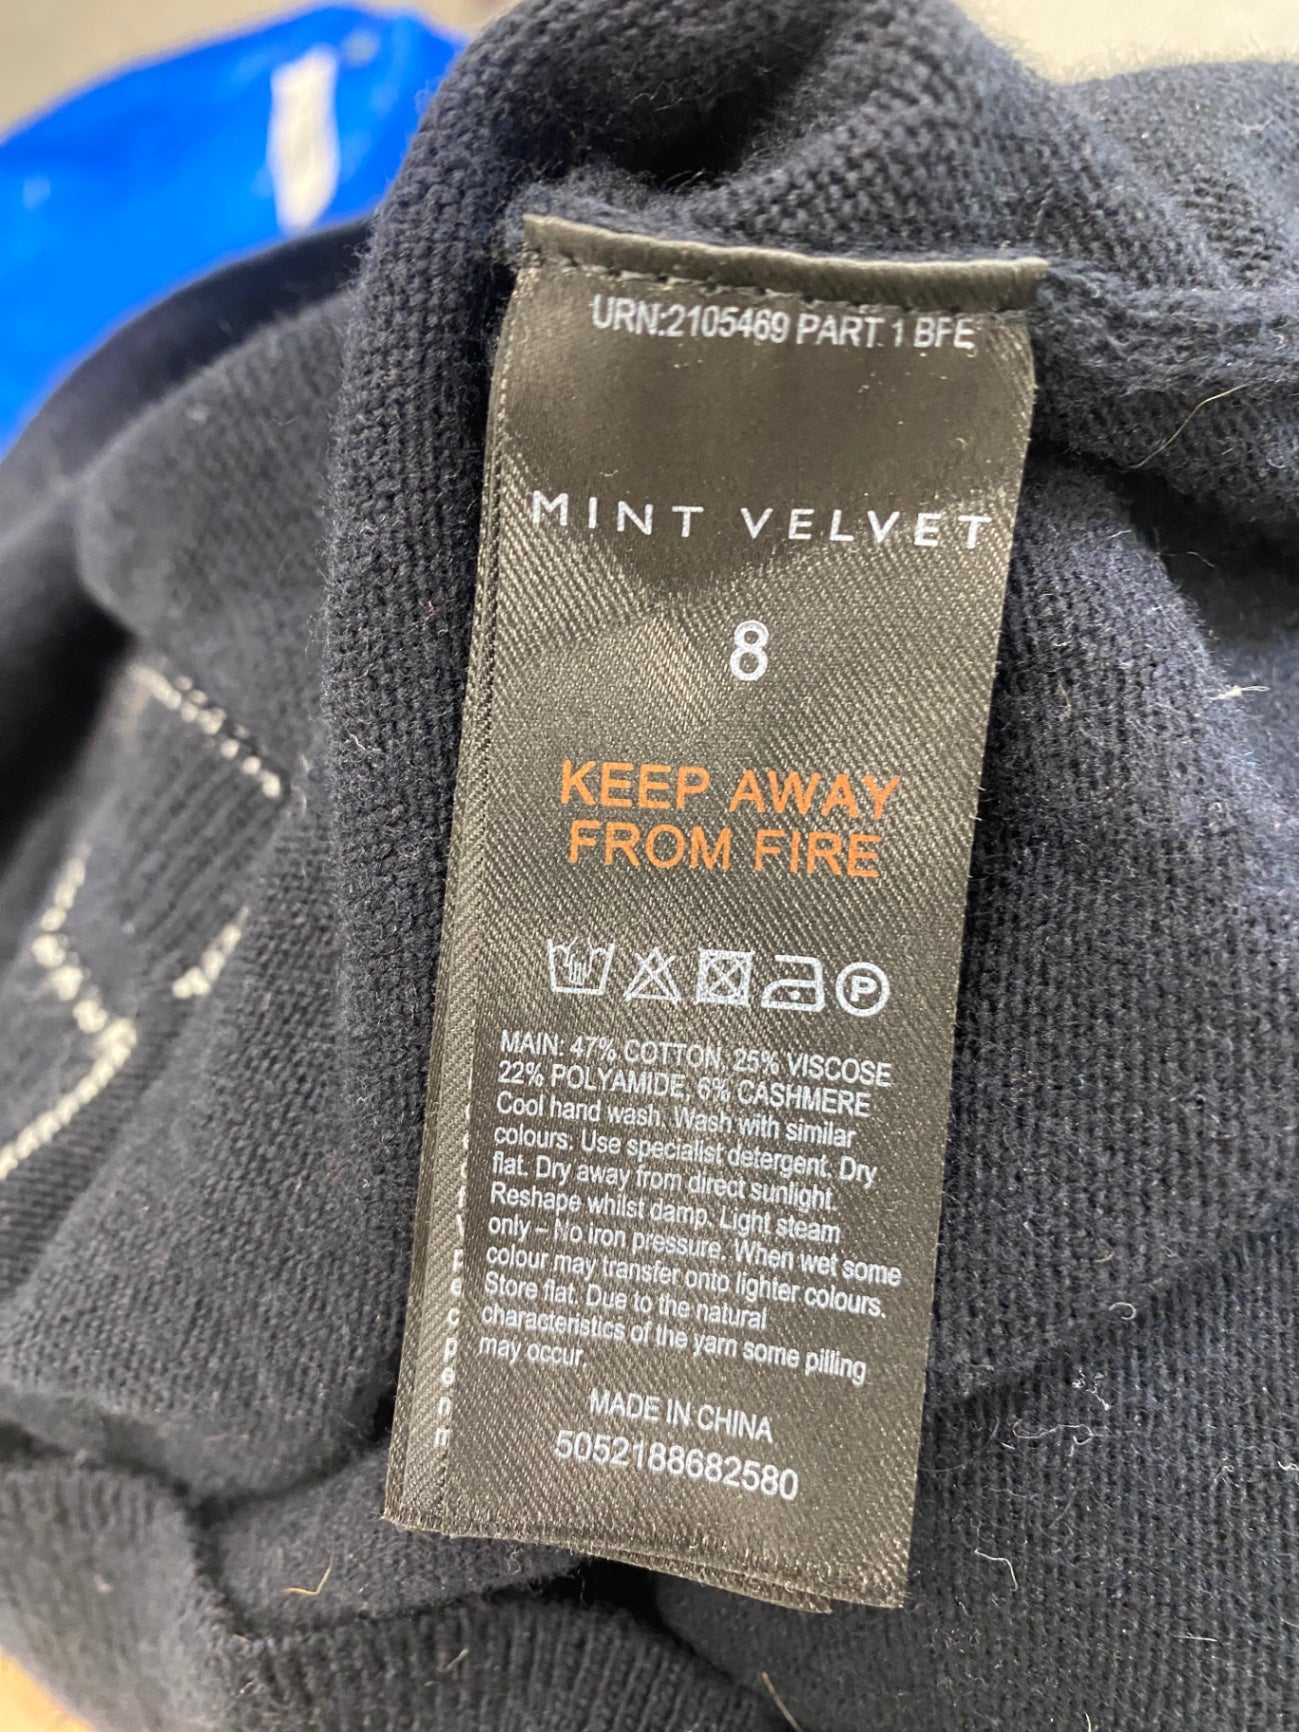 URN:2105469 PART 1 BFE
MINT VELVET
8
KEEP AWAY
FROM FIRE
P
MAIN: 47% COTTON, 25% VISCOSE
22% POLYAMIDE, 6% CASHMERE
Cool hand wash. Wash with similar
colours. Use specialist detergent. Dry
flat. Dry away from direct sunlight.
Reshape whilst damp. Light steam
only – No iron pressure. When wet some
colour may transfer onto lighter colours.
Store flat. Due to the natural
characteristics of the yarn some pilling
may occur.
MADE IN CHINA
5052188682580